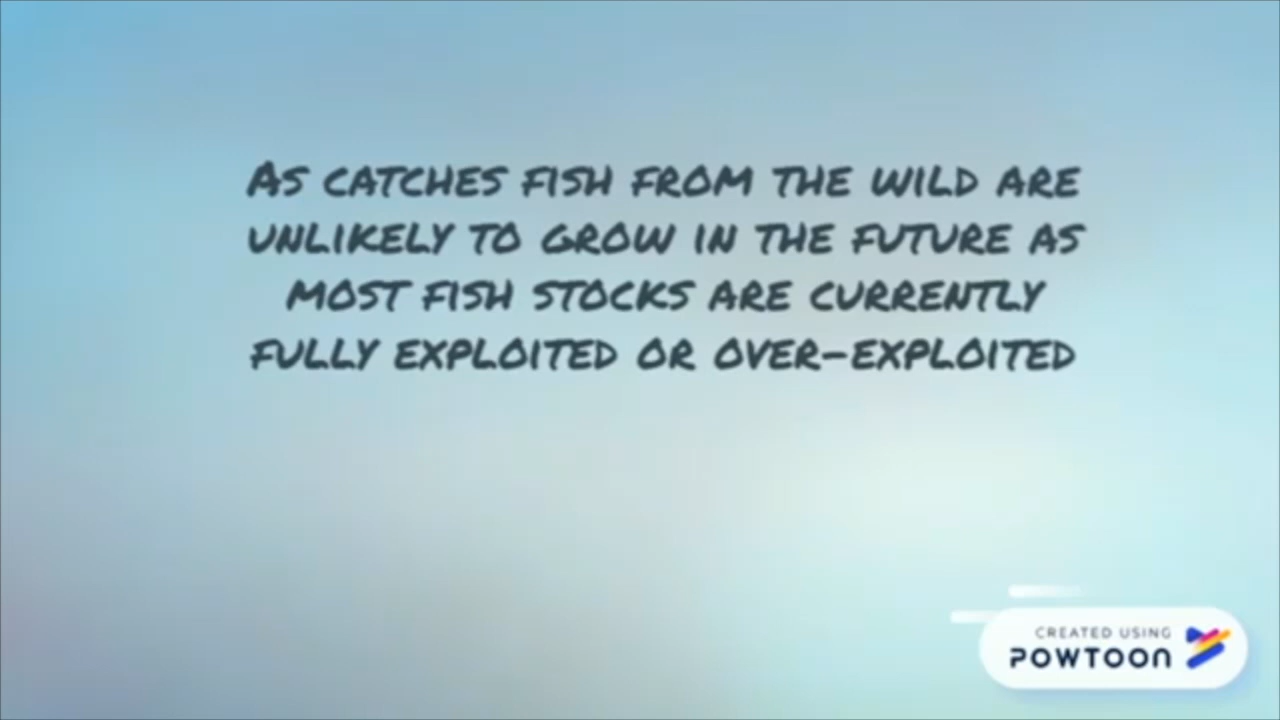 As catches fish from the wild are
unlikely to grow in the future as
most fish stocks are currently
fully exploited or over-exploited
CREATED USING
POWTOON